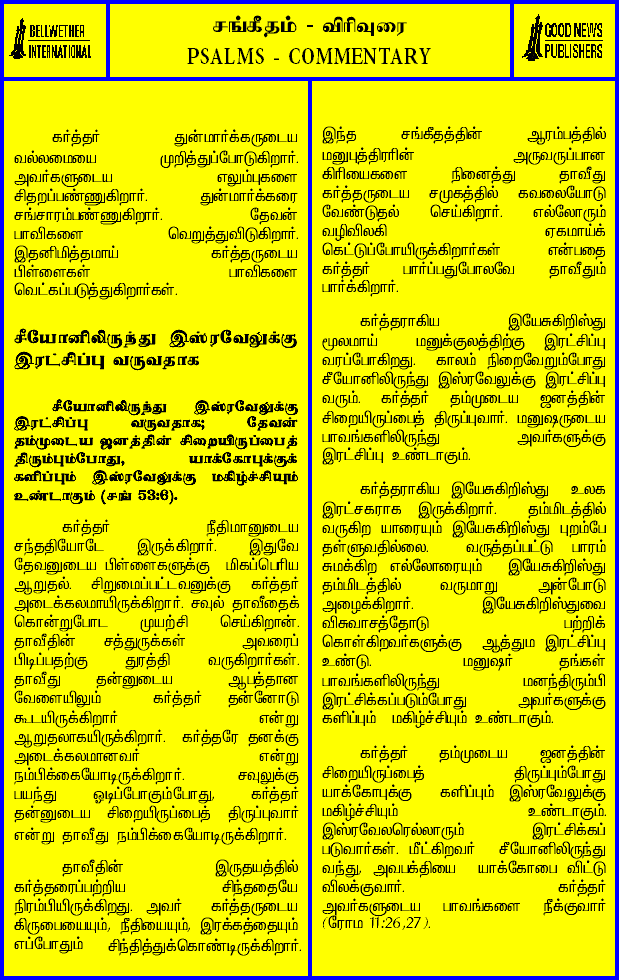 BELLWETHER
INTERNATIONAL
சங்கீதம் - விரிவுரை
PSALMS - COMMENTARY
GOOD NEWS
PUBLISHERS
கர்த்தர் துன்மார்க்கருடைய
வல்லமையை முறித்துப்போடுகிறார்.
அவர்களுடைய எலும்புகளை
சிதறப்பண்ணுகிறார். துன்மார்க்கரை
சங்காரம்பண்ணுகிறார். தேவன்
பாவிகளை வெறுத்துவிடுகிறார்.
இதனிமித்தமாய் கர்த்தருடைய
பிள்ளைகள் பாவிகளை
வெட்கப்படுத்துகிறார்கள்.
சீயோனிலிருந்து இஸ்ரவேலுக்கு
இரட்சிப்பு வருவதாக
சீயோனிலிருந்து இஸ்ரவேலுக்கு
இரட்சிப்பு வருவதாக; தேவன்
தம்முடைய ஜனத்தின் சிறையிருப்பைத்
திரும்பும்போது, யாக்கோபுக்குக்
களிப்பும் இஸ்ரவேலுக்கு மகிழ்ச்சியும்
உண்டாகும் (சங் 53:6).
கர்த்தர் நீதிமானுடைய
சந்ததியோடே இருக்கிறார். இதுவே
தேவனுடைய பிள்ளைகளுக்கு மிகப்பெரிய
ஆறுதல். சிறுமைப்பட்டவனுக்கு கர்த்தர்
அடைக்கலமாயிருக்கிறார். சவுல் தாவீதைக்
கொன்றுபோட முயற்சி செய்கிறான்.
தாவீதின் சத்துருக்கள் அவரைப்
பிடிப்பதற்கு துரத்தி வருகிறார்கள்.
தாவீது தன்னுடைய ஆபத்தான
வேளையிலும் கர்த்தர் தன்னோடு
கூடயிருக்கிறார் என்று
ஆறுதலாகயிருக்கிறார். கர்த்தரே தனக்கு
அடைக்கலமானவர் என்று
நம்பிக்கையோடிருக்கிறார். சவுலுக்கு
பயந்து ஓடிப்போகும்போது, கர்த்தர்
தன்னுடைய சிறையிருப்பைத் திருப்புவார்
என்று தாவீது நம்பிக்கையோடிருக்கிறார்.
தாவீதின் இருதயத்தில்
கர்த்தரைப்பற்றிய சிந்ததையே
நிரம்பியிருக்கிறது. அவர் கர்த்தருடைய
கிருபையையும், நீதியையும், இரக்கத்தையும்
எப்போதும் சிந்தித்துக்கொண்டிருக்கிறார்.
இந்த சங்கீதத்தின் ஆரம்பத்தில்
மனுபுத்திரரின் அருவருப்பான
கிரியைகளை நினைத்து தாவீது
கர்த்தருடைய சமுகத்தில் கவலையோடு
வேண்டுதல் செய்கிறார். எல்லோரும்
வழிவிலகி ஏகமாய்க்
கெட்டுப்போயிருக்கிறார்கள் என்பதை
கர்த்தர் பார்ப்பதுபோலவே தாவீதும்
பார்க்கிறார்.
கர்த்தராகிய இயேசுகிறிஸ்து
மூலமாய் மனுக்குலத்திற்கு இரட்சிப்பு
வரப்போகிறது. காலம் நிறைவேறும்போது
சீயோனிலிருந்து இஸ்ரவேலுக்கு இரட்சிப்பு
வரும். கர்த்தர் தம்முடைய ஜனத்தின்
சிறையிருப்பைத் திருப்புவார். மனுஷருடைய
பாவங்களிலிருந்து அவர்களுக்கு
இரட்சிப்பு உண்டாகும்.
கர்த்தராகிய இயேசுகிறிஸ்து உலக
இரட்சகராக இருக்கிறார். தம்மிடத்தில்
வருகிற யாரையும் இயேசுகிறிஸ்து புறம்பே
தள்ளுவதில்லை. வருத்தப்பட்டு பாரம்
சுமக்கிற எல்லோரையும் இயேசுகிறிஸ்து
தம்மிடத்தில் வருமாறு அன்போடு
அழைக்கிறார். இயேசுகிறிஸ்துவை
விசுவாசத்தோடு பற்றிக்
கொள்கிறவர்களுக்கு ஆத்தும இரட்சிப்பு
உண்டு. மனுஷர் தங்கள்
பாவங்களிலிருந்து மனந்திரும்பி
இரட்சிக்கப்படும்போது அவர்களுக்கு
களிப்பும் மகிழ்ச்சியும் உண்டாகும்.
கர்த்தர் தம்முடைய ஜனத்தின்
சிறையிருப்பைத் திருப்பும்போது
யாக்கோபுக்கு களிப்பும் இஸ்ரவேலுக்கு
மகிழ்ச்சியும் உண்டாகும்.
இஸ்ரவேலரெல்லாரும் இரட்சிக்கப்
படுவார்கள். மீட்கிறவர் சீயோனிலிருந்து
வந்து, அவபக்தியை யாக்கோபை விட்டு
விலக்குவார். கர்த்தர்
அவர்களுடைய பாவங்களை நீக்குவார்
(ரோம 11:26,27).